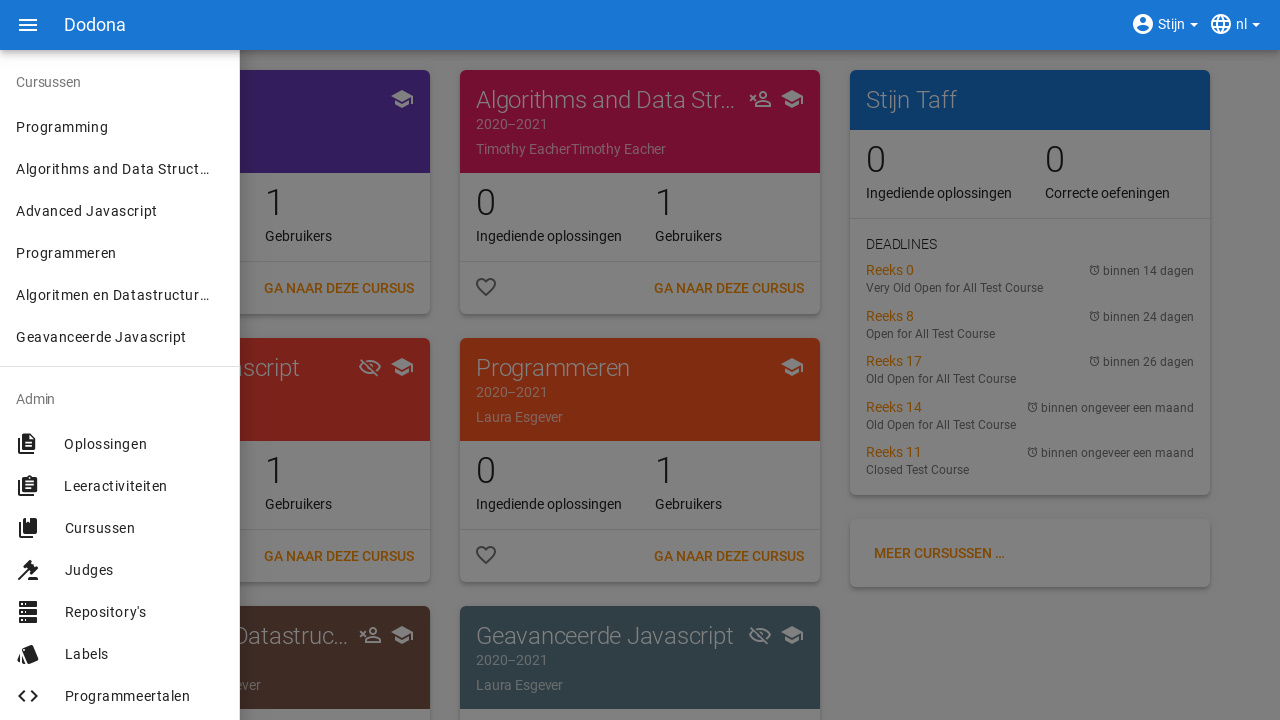 Dodona
Stijn
nl
Cursussen
Programming
Algorithms and Data Struct…
Advanced Javascript
Programmeren
Algoritmen en Datastructur…
Geavanceerde Javascript
Admin
Oplossingen
Leeractiviteiten
Cursussen
Judges
Repository's
Labels
Programmeertalen
1
Gebruikers
GA NAAR DEZE CURSUS
Algorithms and Data Str…
2020–2021
Timothy EacherTimothy Eacher
0
Ingediende oplossingen
1
Gebruikers
GA NAAR DEZE CURSUS
1
Gebruikers
GA NAAR DEZE CURSUS
Programmeren
2020–2021
Laura Esgever
0
Ingediende oplossingen
1
Gebruikers
GA NAAR DEZE CURSUS
Datastruc…
Geavanceerde Javascript
2020–2021
Laura Esgever
Stijn Taff
0
Ingediende oplossingen
0
Correcte oefeningen
DEADLINES
Reeks 0 binnen 14 dagen
Very Old Open for All Test Course
Reeks 8 binnen 24 dagen
Open for All Test Course
Reeks 17 binnen 26 dagen
Old Open for All Test Course
Reeks 14 binnen ongeveer een maand
Old Open for All Test Course
Reeks 11 binnen ongeveer een maand
Closed Test Course
MEER CURSUSSEN …